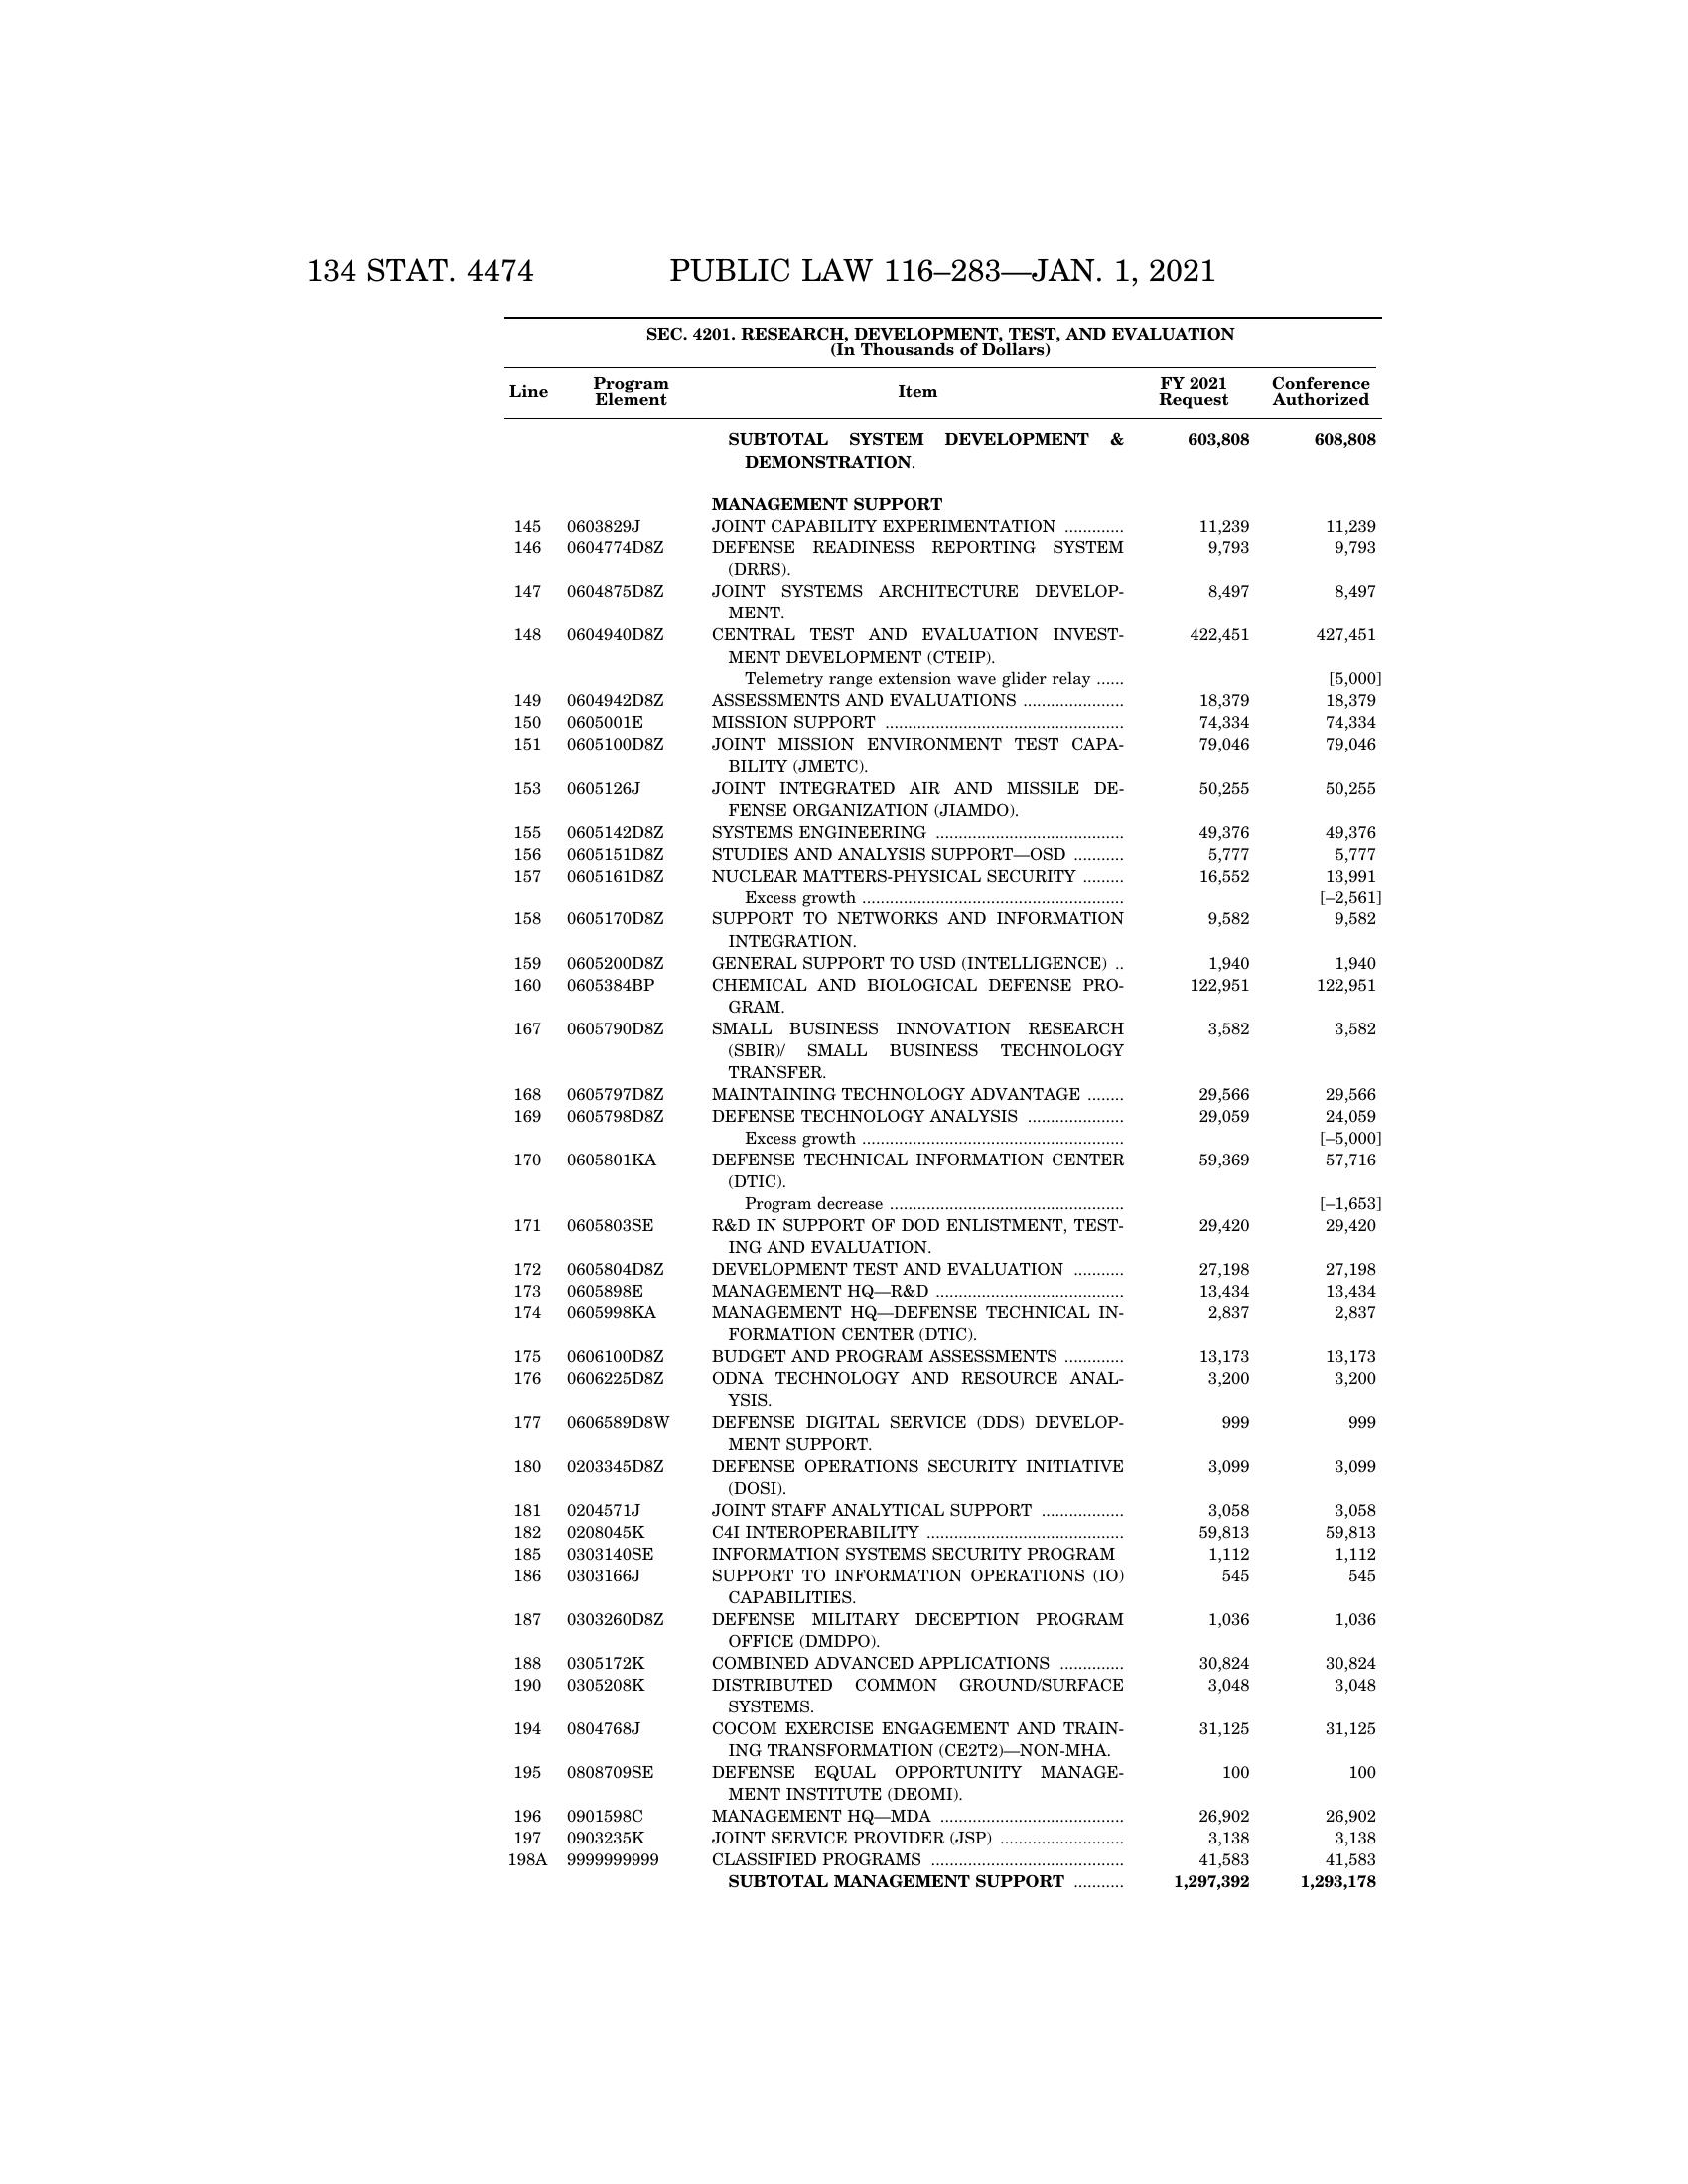 134 STAT. 4474 PUBLIC LAW 116–283—JAN. 1, 2021
SEC. 4201. RESEARCH, DEVELOPMENT, TEST, AND EVALUATION
(In Thousands of Dollars)
Line Program Element Item FY 2021 Request Conference Authorized
SUBTOTAL SYSTEM DEVELOPMENT & 603,808 608,808
DEMONSTRATION.
MANAGEMENT SUPPORT
145 0603829J JOINT CAPABILITY EXPERIMENTATION ............. 11,239 11,239
146 0604774D8Z DEFENSE READINESS REPORTING SYSTEM 9,793 9,793
(DRRS).
147 0604875D8Z JOINT SYSTEMS ARCHITECTURE DEVELOP- 8,497 8,497
MENT.
148 0604940D8Z CENTRAL TEST AND EVALUATION INVEST- 422,451 427,451
MENT DEVELOPMENT (CTEIP).
Telemetry range extension wave glider relay ...... [5,000]
149 0604942D8Z ASSESSMENTS AND EVALUATIONS ...................... 18,379 18,379
150 0605001E MISSION SUPPORT .................................................... 74,334 74,334
151 0605100D8Z JOINT MISSION ENVIRONMENT TEST CAPA- 79,046 79,046
BILITY (JMETC).
153 0605126J JOINT INTEGRATED AIR AND MISSILE DE- 50,255 50,255
FENSE ORGANIZATION (JIAMDO).
155 0605142D8Z SYSTEMS ENGINEERING ......................................... 49,376 49,376
156 0605151D8Z STUDIES AND ANALYSIS SUPPORT—OSD ........... 5,777 5,777
157 0605161D8Z NUCLEAR MATTERS-PHYSICAL SECURITY ......... 16,552 13,991
Excess growth ......................................................... [–2,561]
158 0605170D8Z SUPPORT TO NETWORKS AND INFORMATION 9,582 9,582
INTEGRATION.
159 0605200D8Z GENERAL SUPPORT TO USD (INTELLIGENCE) .. 1,940 1,940
160 0605384BP CHEMICAL AND BIOLOGICAL DEFENSE PRO- 122,951 122,951
GRAM.
167 0605790D8Z SMALL BUSINESS INNOVATION RESEARCH 3,582 3,582
(SBIR)/ SMALL BUSINESS TECHNOLOGY
TRANSFER.
168 0605797D8Z MAINTAINING TECHNOLOGY ADVANTAGE ........ 29,566 29,566
169 0605798D8Z DEFENSE TECHNOLOGY ANALYSIS ..................... 29,059 24,059
Excess growth ......................................................... [–5,000]
170 0605801KA DEFENSE TECHNICAL INFORMATION CENTER 59,369 57,716
(DTIC).
Program decrease ................................................... [–1,653]
171 0605803SE R&D IN SUPPORT OF DOD ENLISTMENT, TEST- 29,420 29,420
ING AND EVALUATION.
172 0605804D8Z DEVELOPMENT TEST AND EVALUATION ........... 27,198 27,198
173 0605898E MANAGEMENT HQ—R&D ......................................... 13,434 13,434
174 0605998KA MANAGEMENT HQ—DEFENSE TECHNICAL IN- 2,837 2,837
FORMATION CENTER (DTIC).
175 0606100D8Z BUDGET AND PROGRAM ASSESSMENTS ............. 13,173 13,173
176 0606225D8Z ODNA TECHNOLOGY AND RESOURCE ANAL- 3,200 3,200
YSIS.
177 0606589D8W DEFENSE DIGITAL SERVICE (DDS) DEVELOP- 999 999
MENT SUPPORT.
180 0203345D8Z DEFENSE OPERATIONS SECURITY INITIATIVE 3,099 3,099
(DOSI).
181 0204571J JOINT STAFF ANALYTICAL SUPPORT .................. 3,058 3,058
182 0208045K C4I INTEROPERABILITY ........................................... 59,813 59,813
185 0303140SE INFORMATION SYSTEMS SECURITY PROGRAM 1,112 1,112
186 0303166J SUPPORT TO INFORMATION OPERATIONS (IO) 545 545
CAPABILITIES.
187 0303260D8Z DEFENSE MILITARY DECEPTION PROGRAM 1,036 1,036
OFFICE (DMDPO).
188 0305172K COMBINED ADVANCED APPLICATIONS .............. 30,824 30,824
190 0305208K DISTRIBUTED COMMON GROUND/SURFACE 3,048 3,048
SYSTEMS.
194 0804768J COCOM EXERCISE ENGAGEMENT AND TRAIN- 31,125 31,125
ING TRANSFORMATION (CE2T2)—NON-MHA.
195 0808709SE DEFENSE EQUAL OPPORTUNITY MANAGE- 100 100
MENT INSTITUTE (DEOMI).
196 0901598C MANAGEMENT HQ—MDA ........................................ 26,902 26,902
197 0903235K JOINT SERVICE PROVIDER (JSP) ........................... 3,138 3,138
198A 9999999999 CLASSIFIED PROGRAMS .......................................... 41,583 41,583
SUBTOTAL MANAGEMENT SUPPORT ........... 1,297,392 1,293,178